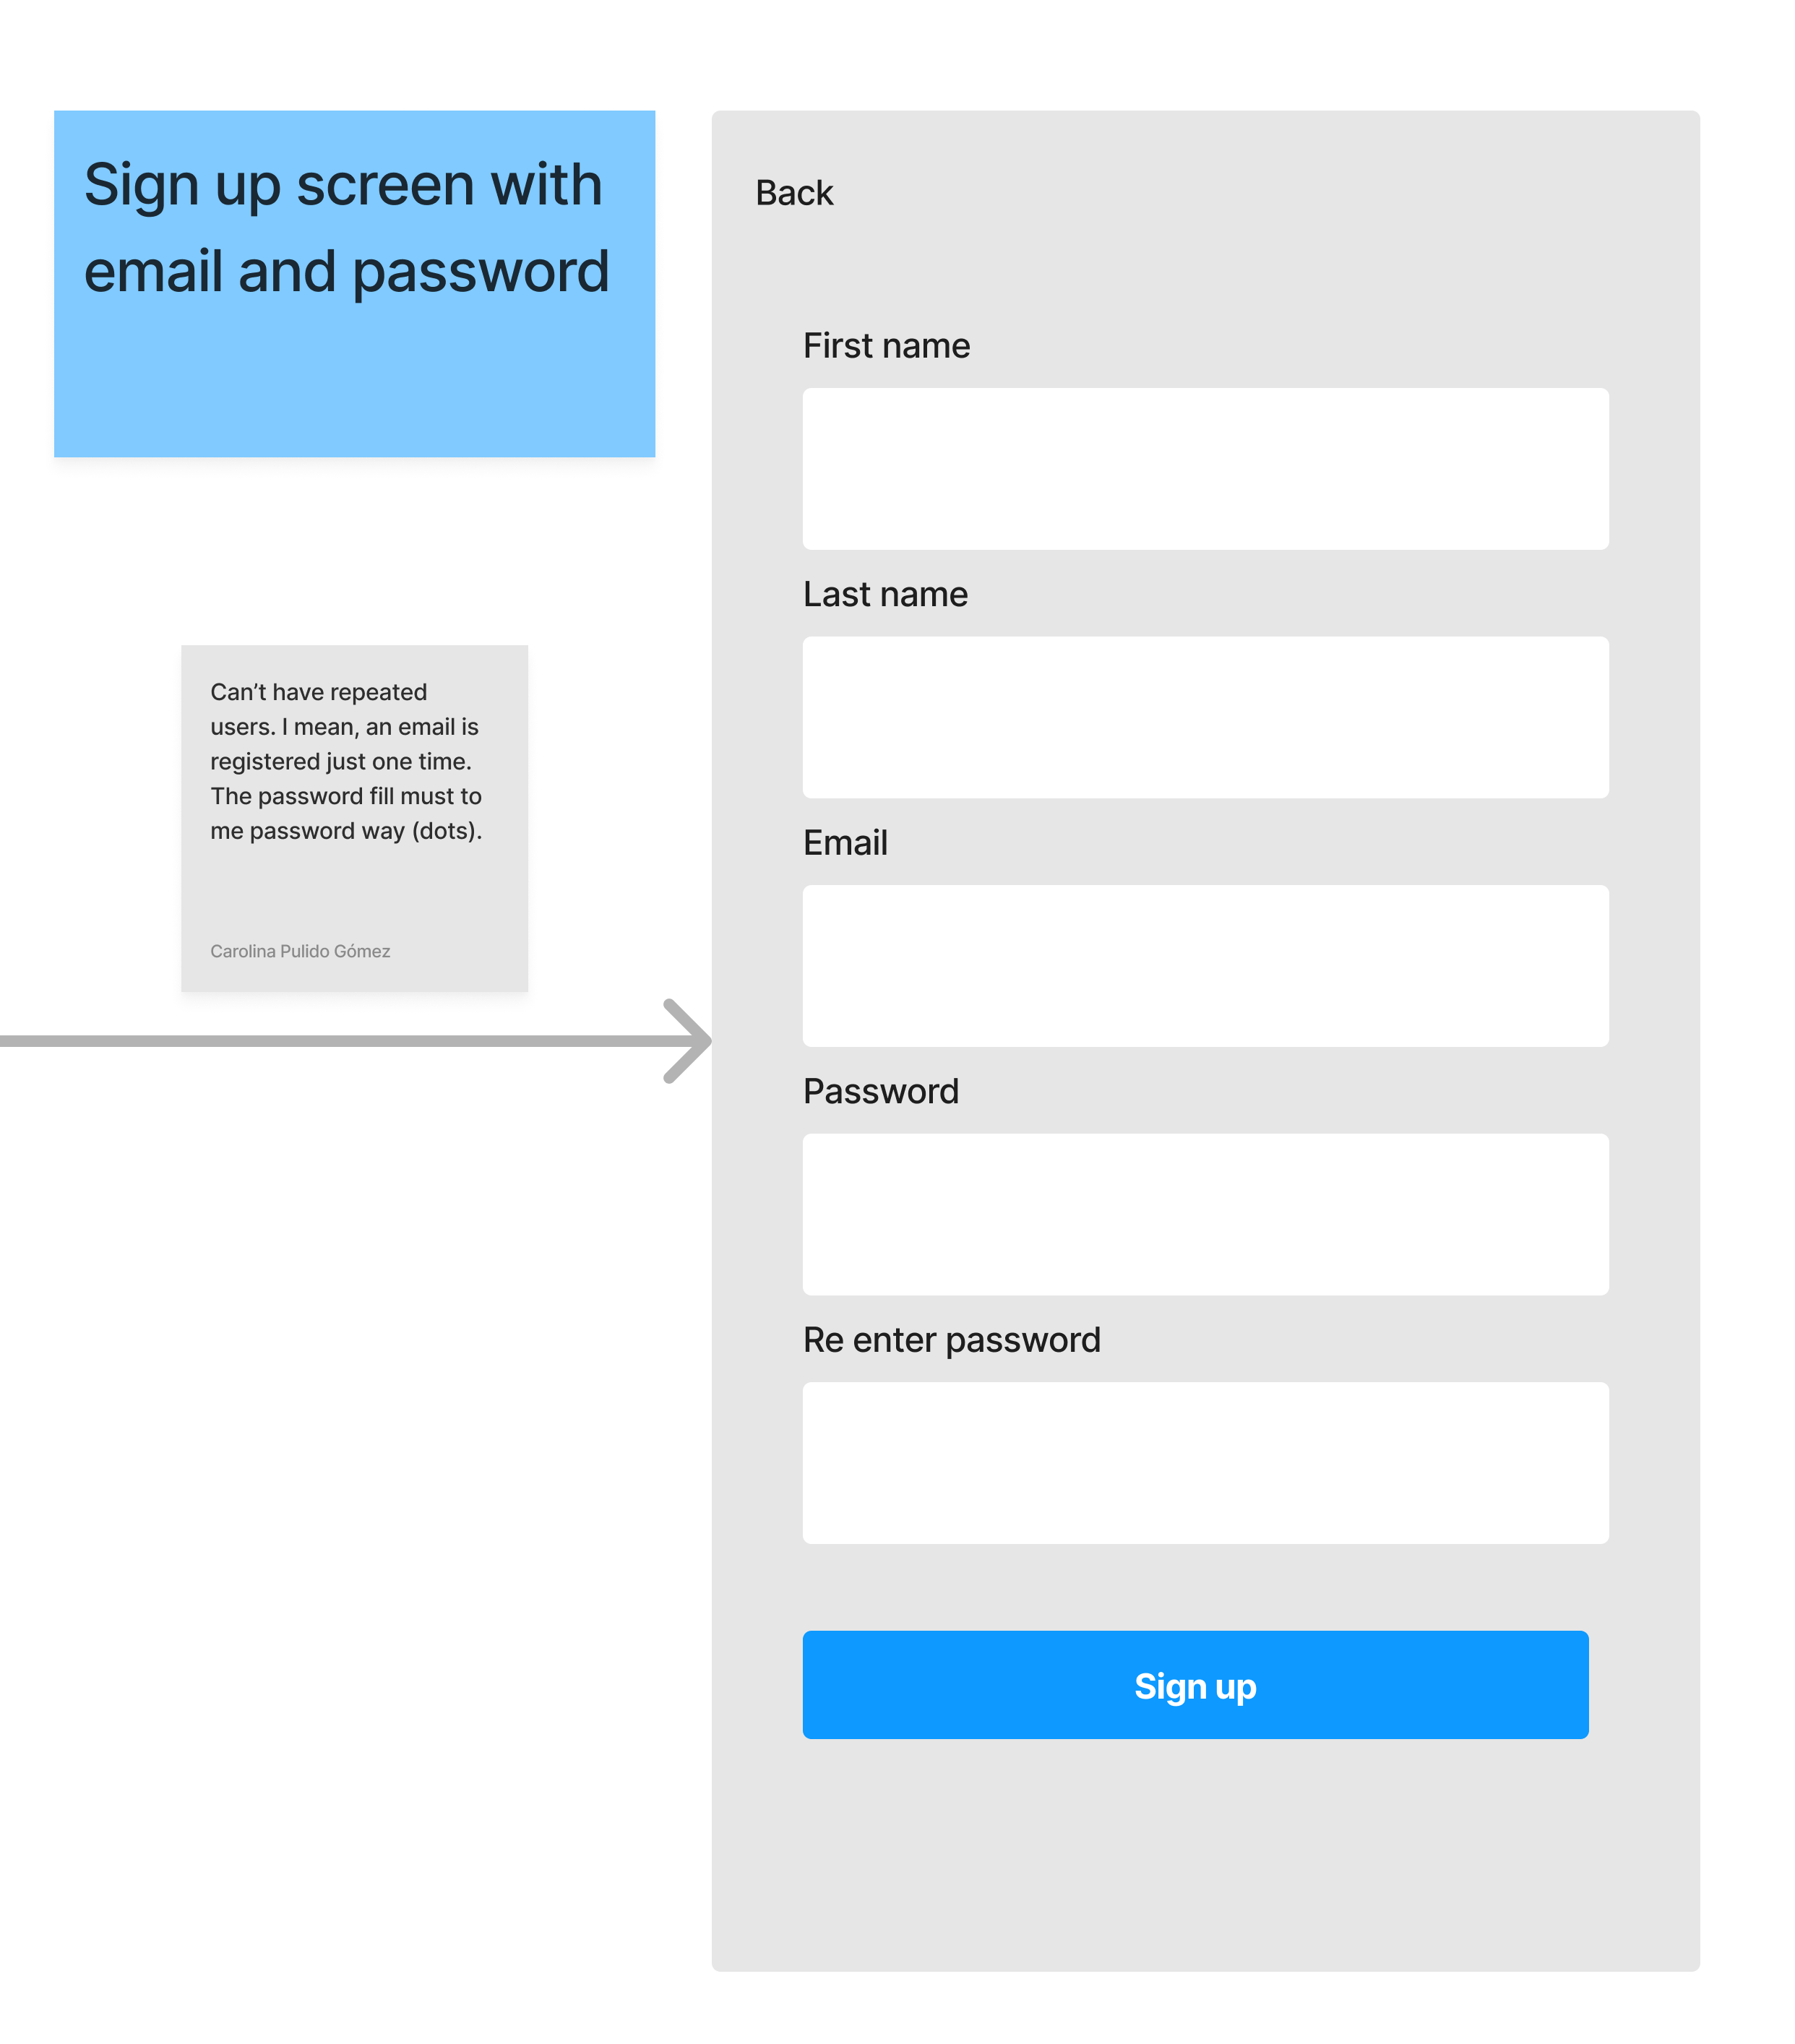 Sign up screen with
email and password
Can’t have repeated
users. I mean, an email is
registered just one time.
The password fill must to
me password way (dots).
Carolina Pulido Gómez
Back
First name
Last name
Email
Password
Re enter password
Sign up